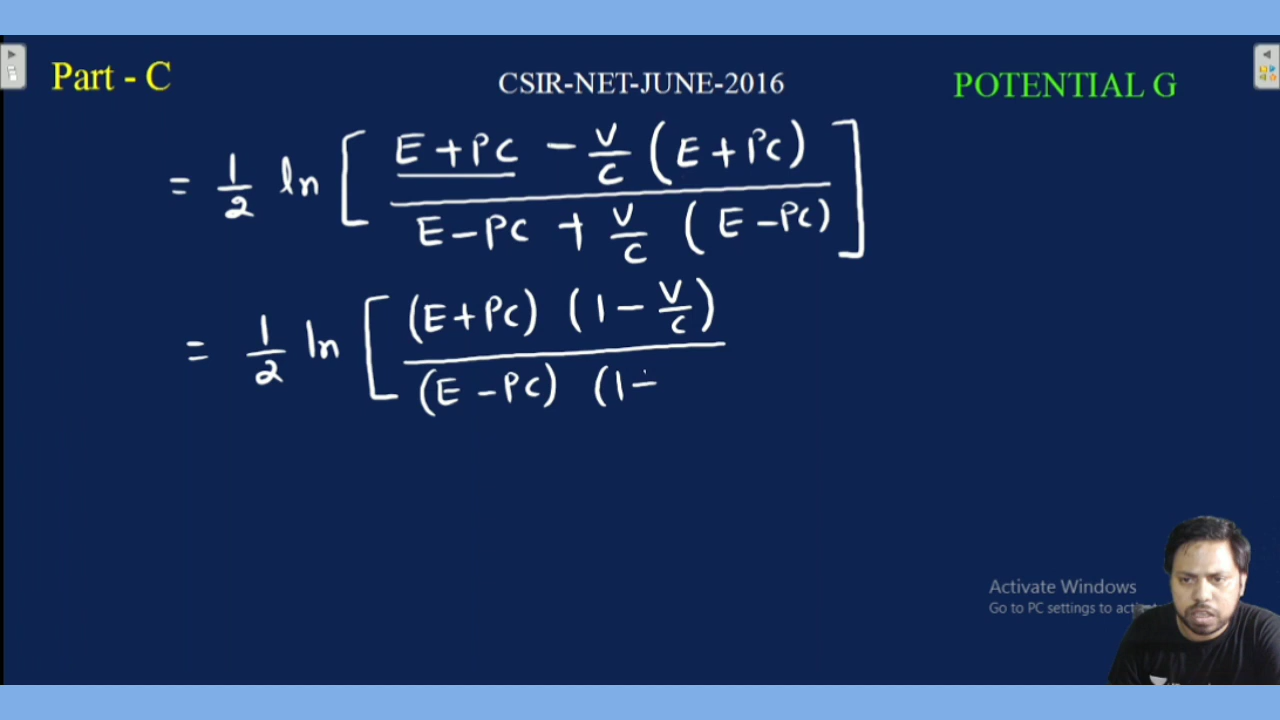 Part - C
CSIR-NET-JUNE-2016
POTENTIAL G
= 1/2 ln [ (E+PC - V/C (E+PC)) / (E-PC + V/C (E-PC)) ]
= 1/2 ln [ (E+PC) (1 - V/C) / (E-PC) (1 -
Activate Windows
Go to PC settings to